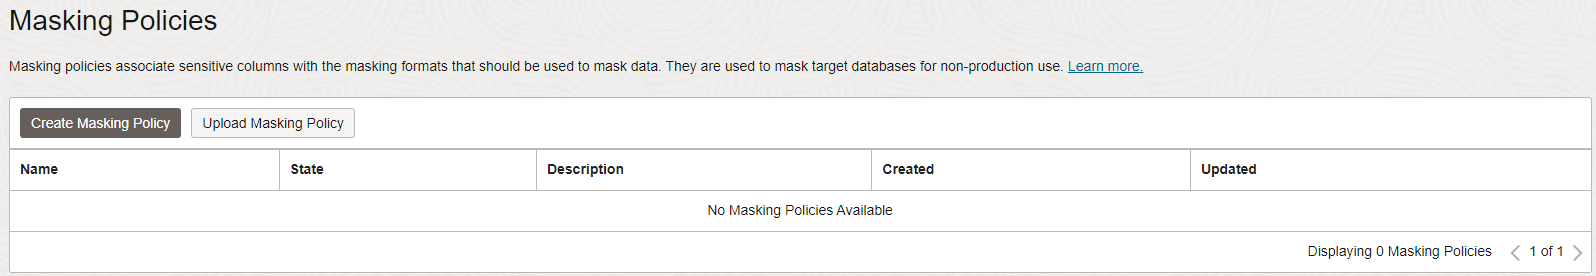 Masking Policies
Masking policies associate sensitive columns with the masking formats that should be used to mask data. They are used to mask target databases for non-production use. Learn more.
Create Masking Policy Upload Masking Policy
Name State Description Created Updated
No Masking Policies Available
Displaying 0 Masking Policies 1 of 1